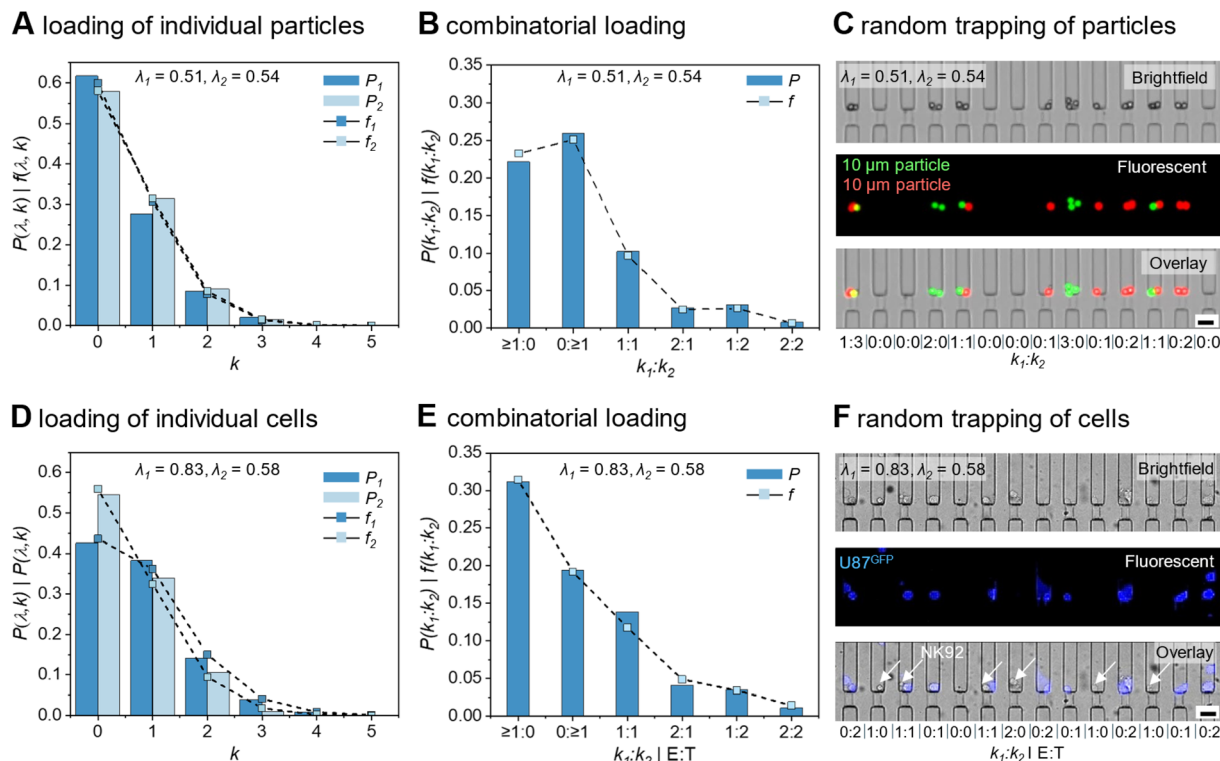 A loading of individual particles
0.6
0.5
0.4
0.3
0.2
0.1
0.0
P(λ, k) | f(λ, k)
λ1 = 0.51, λ2 = 0.54
P1
P2
f1
f2
0 1 2 3 4 5
k
B combinatorial loading
0.35
0.30
0.25
0.20
0.15
0.10
0.05
0.00
P(k1:k2) | f(k1:k2)
λ1 = 0.51, λ2 = 0.54
P
f
≥1:0 0:≥1 1:1 2:1 1:2 2:2
k1:k2
C random trapping of particles
λ1 = 0.51, λ2 = 0.54
Brightfield
10 µm particle
10 µm particle
Fluorescent
Overlay
1:3|0:0|0:0|2:0|1:1|0:0|0:0|0:1|3:0|0:1|0:2|1:1|0:2|0:0
k1:k2
D loading of individual cells
0.6
0.5
0.4
0.3
0.2
0.1
0.0
P(λ,k) | P(λ,k)
λ1 = 0.83, λ2 = 0.58
P1
P2
f1
f2
0 1 2 3 4 5
k
E combinatorial loading
0.35
0.30
0.25
0.20
0.15
0.10
0.05
0.00
P(k1:k2) | f(k1:k2)
λ1 = 0.83, λ2 = 0.58
P
f
≥1:0 0:≥1 1:1 2:1 1:2 2:2
k1:k2 | E:T
F random trapping of cells
λ1 = 0.83, λ2 = 0.58
Brightfield
U87GFP
Fluorescent
NK92
Overlay
0:2|1:0|1:1|0:1|0:0|1:1|2:0|0:2|0:1|1:0|0:2|1:0|0:1|0:2
k1:k2 | E:T